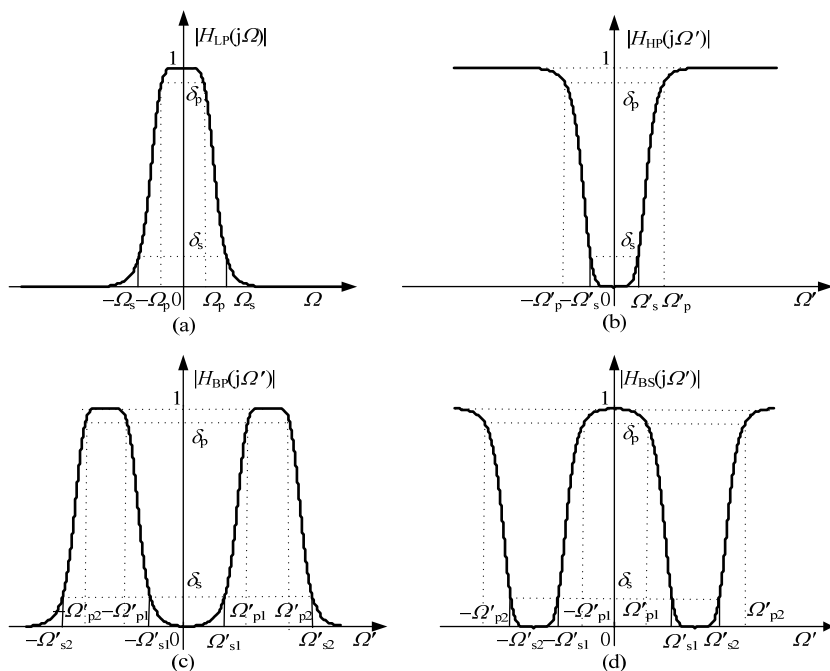 |H_LP(jΩ)|
1
δ_p
δ_s
−Ω_s −Ω_p 0 Ω_p Ω_s Ω
(a)
|H_HP(jΩ′)|
1
δ_p
δ_s
−Ω′_p −Ω′_s 0 Ω′_s Ω′_p Ω′
(b)
|H_BP(jΩ′)|
1
δ_p
δ_s
−Ω′_p2 −Ω′_p1 Ω′_p1 Ω′_p2
−Ω′_s2 −Ω′_s1 0 Ω′_s1 Ω′_s2 Ω′
(c)
|H_BS(jΩ′)|
1
δ_p
δ_s
−Ω′_p2 −Ω′_p1 Ω′_p1 Ω′_p2
−Ω′_s2 −Ω′_s1 0 Ω′_s1 Ω′_s2 Ω′
(d)